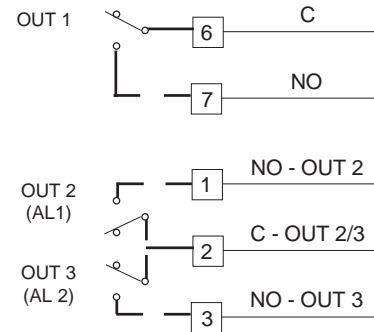 OUT 1
6
C
7
NO
1
NO - OUT 2
OUT 2
(AL1)
2
C - OUT 2/3
OUT 3
(AL 2)
3
NO - OUT 3